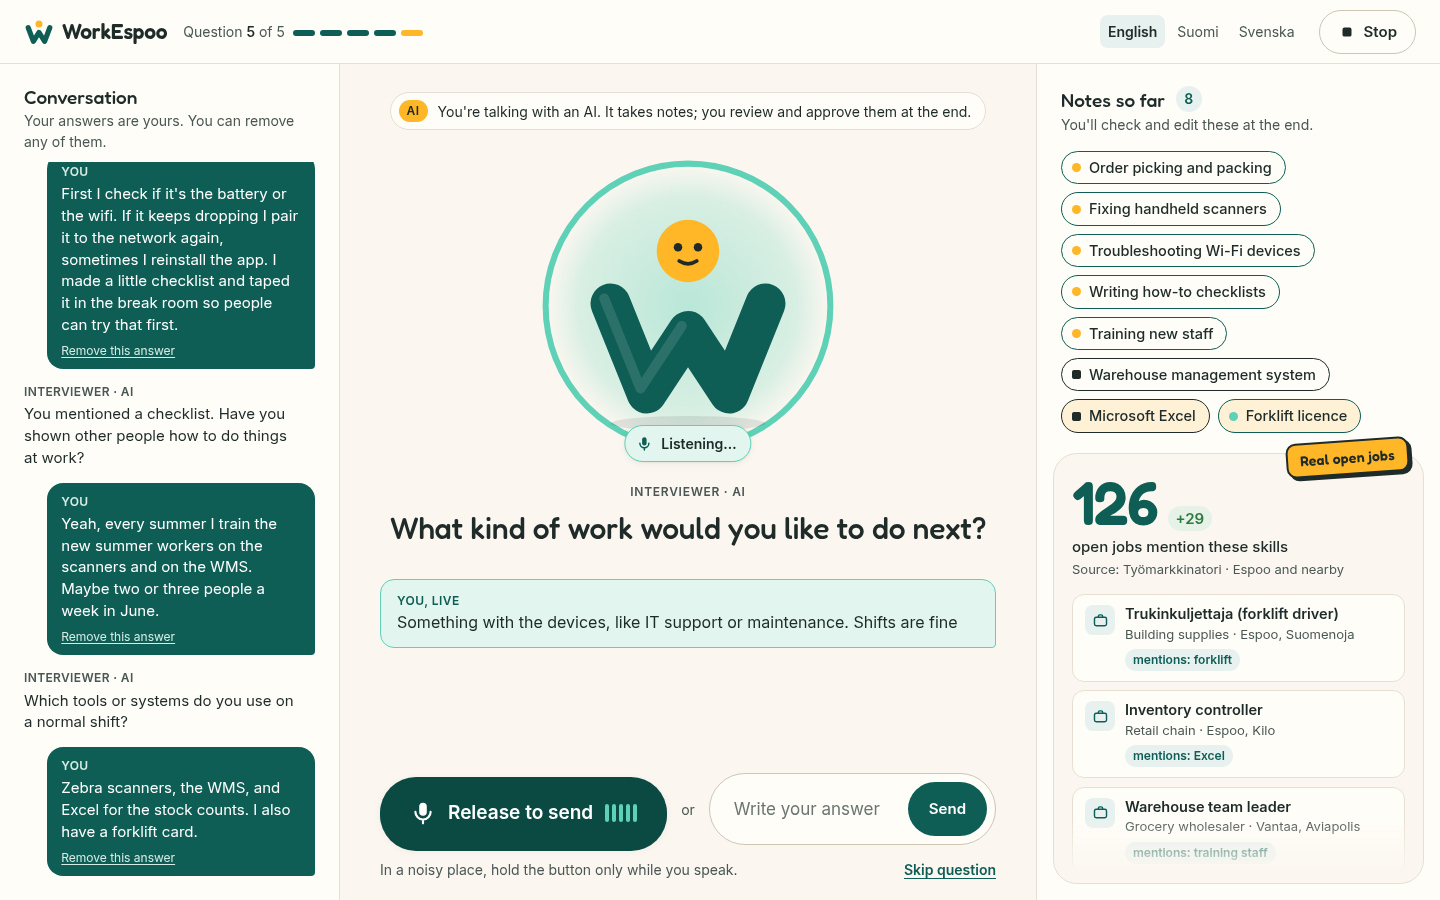 WorkEspoo
Question 5 of 5
English
Suomi
Svenska
Stop
Conversation
Your answers are yours. You can remove
any of them.
YOU
First I check if it's the battery or
the wifi. If it keeps dropping I pair
it to the network again,
sometimes I reinstall the app. I
made a little checklist and taped
it in the break room so people
can try that first.
Remove this answer
INTERVIEWER · AI
You mentioned a checklist. Have you
shown other people how to do things
at work?
YOU
Yeah, every summer I train the
new summer workers on the
scanners and on the WMS.
Maybe two or three people a
week in June.
Remove this answer
INTERVIEWER · AI
Which tools or systems do you use on
a normal shift?
YOU
Zebra scanners, the WMS, and
Excel for the stock counts. I also
have a forklift card.
Remove this answer
AI
You're talking with an AI. It takes notes; you review and approve them at the end.
Listening...
INTERVIEWER · AI
What kind of work would you like to do next?
YOU, LIVE
Something with the devices, like IT support or maintenance. Shifts are fine
Release to send
or
Write your answer
Send
In a noisy place, hold the button only while you speak.
Skip question
Notes so far
8
You'll check and edit these at the end.
Order picking and packing
Fixing handheld scanners
Troubleshooting Wi-Fi devices
Writing how-to checklists
Training new staff
Warehouse management system
Microsoft Excel
Forklift licence
Real open jobs
126
+29
open jobs mention these skills
Source: Työmarkkinatori · Espoo and nearby
Trukinkuljettaja (forklift driver)
Building supplies · Espoo, Suomenoja
mentions: forklift
Inventory controller
Retail chain · Espoo, Kilo
mentions: Excel
Warehouse team leader
Grocery wholesaler · Vantaa, Aviapolis
mentions: training staff